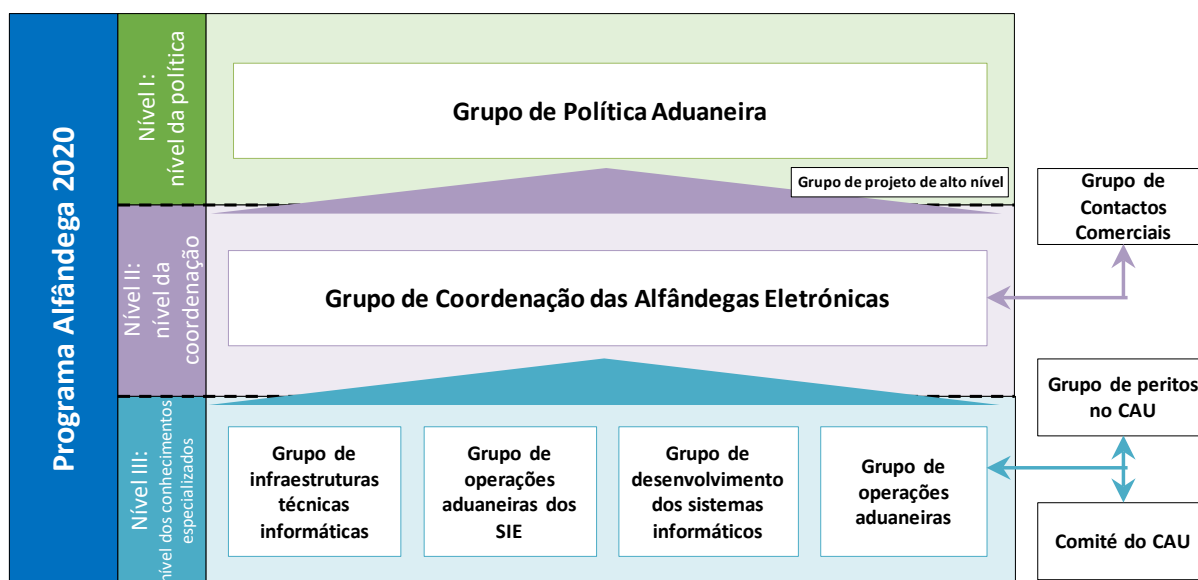 Programa Alfândega 2020
Nível I:
nível da política
Grupo de Política Aduaneira
Grupo de projeto de alto nível
Nível II:
nível da
coordenação
Grupo de Coordenação das Alfândegas Eletrónicas
Grupo de
Contactos
Comerciais
Nível III:
nível dos conhecimentos
especializados
Grupo de
infraestruturas
técnicas
informáticas
Grupo de
operações
aduaneiras dos
SIE
Grupo de
desenvolvimento
dos sistemas
informáticos
Grupo de
operações
aduaneiras
Grupo de peritos
no CAU
Comité do CAU